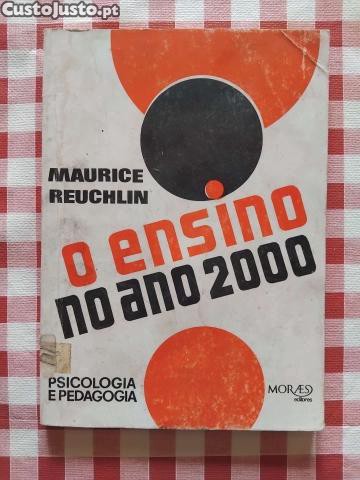 CustoJusto.pt
MAURICE
REUCHLIN
o ensino
no ano 2000
PSICOLOGIA
E PEDAGOGIA
MORÆS
editores